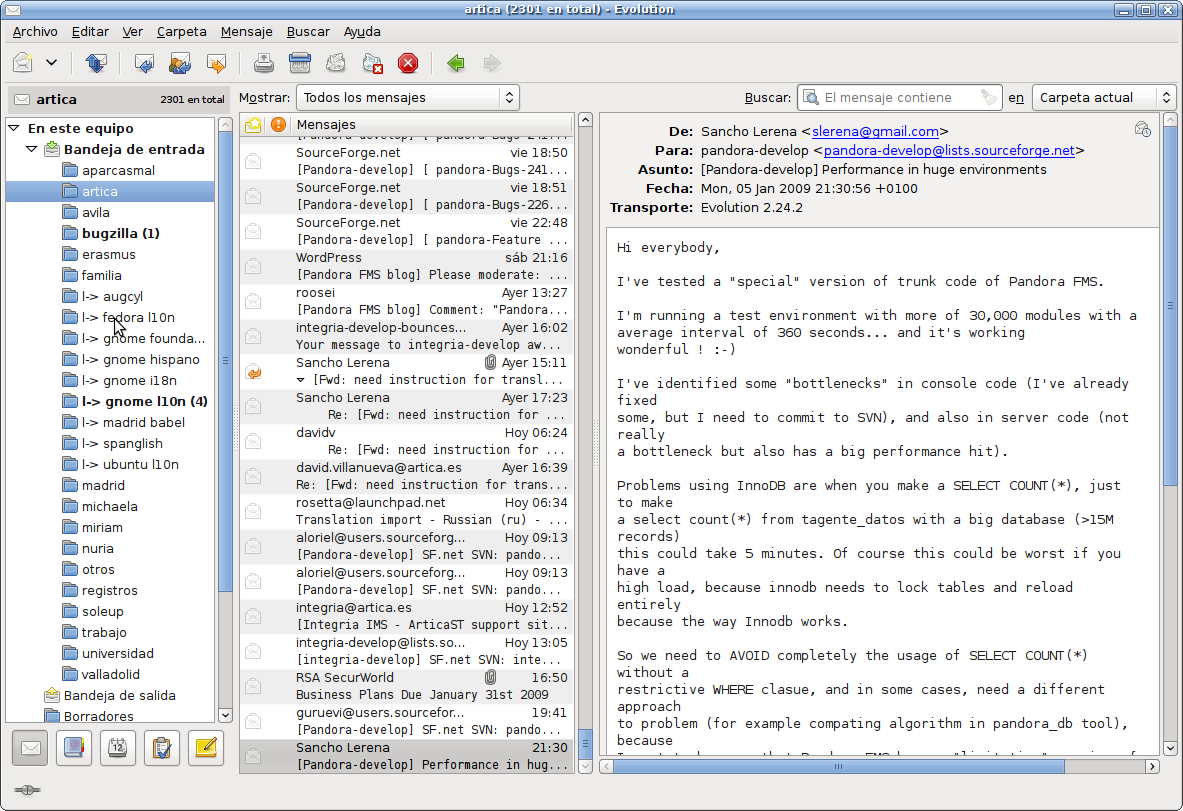 artica (2301 en total) - Evolution
Archivo Editar Ver Carpeta Mensaje Buscar Ayuda
artica 2301 en total
Mostrar: Todos los mensajes
Buscar: El mensaje contiene en Carpeta actual
En este equipo
Bandeja de entrada
aparcasmal
artica
avila
bugzilla (1)
erasmus
familia
l-> augcyl
l-> fedora l10n
l-> gnome founda...
l-> gnome hispano
l-> gnome i18n
l-> gnome l10n (4)
l-> madrid babel
l-> spanglish
l-> ubuntu l10n
madrid
michaela
miriam
nuria
otros
registros
soleup
trabajo
universidad
valladolid
Bandeja de salida
Borradores
12
Mensajes
SourceForge.net vie 18:50
[Pandora-develop] [ pandora-Bugs-241...
SourceForge.net vie 18:51
[Pandora-develop] [ pandora-Bugs-226...
SourceForge.net vie 22:48
[Pandora-develop] [ pandora-Feature ...
WordPress sáb 21:16
[Pandora FMS blog] Please moderate: ...
roosei Ayer 13:27
[Pandora FMS blog] Comment: "Pandora...
integria-develop-bounces... Ayer 16:02
Your message to integria-develop aw...
Sancho Lerena Ayer 15:11
[Fwd: need instruction for transl...
Sancho Lerena Ayer 17:23
Re: [Fwd: need instruction for ...
davidv Hoy 06:24
Re: [Fwd: need instruction for ...
david.villanueva@artica.es Ayer 16:39
Re: [Fwd: need instruction for trans...
rosetta@launchpad.net Hoy 06:34
Translation import - Russian (ru) - ...
aloriel@users.sourceforg... Hoy 09:13
[Pandora-develop] SF.net SVN: pando...
aloriel@users.sourceforg... Hoy 09:13
[Pandora-develop] SF.net SVN: pando...
integria@artica.es Hoy 12:52
[Integria IMS - ArticaST support sit...
integria-develop@lists.so... Hoy 13:05
[integria-develop] SF.net SVN: inte...
RSA SecurWorld 16:50
Business Plans Due January 31st 2009
guruevi@users.sourcefor... 19:41
[Pandora-develop] SF.net SVN: pando...
Sancho Lerena 21:30
[Pandora-develop] Performance in hug...
De: Sancho Lerena <slerena@gmail.com>
Para: pandora-develop <pandora-develop@lists.sourceforge.net>
Asunto: [Pandora-develop] Performance in huge environments
Fecha: Mon, 05 Jan 2009 21:30:56 +0100
Transporte: Evolution 2.24.2
Hi everybody,
I've tested a "special" version of trunk code of Pandora FMS.
I'm running a test environment with more of 30,000 modules with a
average interval of 360 seconds... and it's working
wonderful ! :-)
I've identified some "bottlenecks" in console code (I've already
fixed
some, but I need to commit to SVN), and also in server code (not
really
a bottleneck but also has a big performance hit).
Problems using InnoDB are when you make a SELECT COUNT(*), just
to make
a select count(*) from tagente_datos with a big database (>15M
records)
this could take 5 minutes. Of course this could be worst if you
have a
high load, because innodb needs to lock tables and reload
entirely
because the way Innodb works.
So we need to AVOID completely the usage of SELECT COUNT(*)
without a
restrictive WHERE clasue, and in some cases, need a different
approach
to problem (for example compating algorithm in pandora_db tool),
because